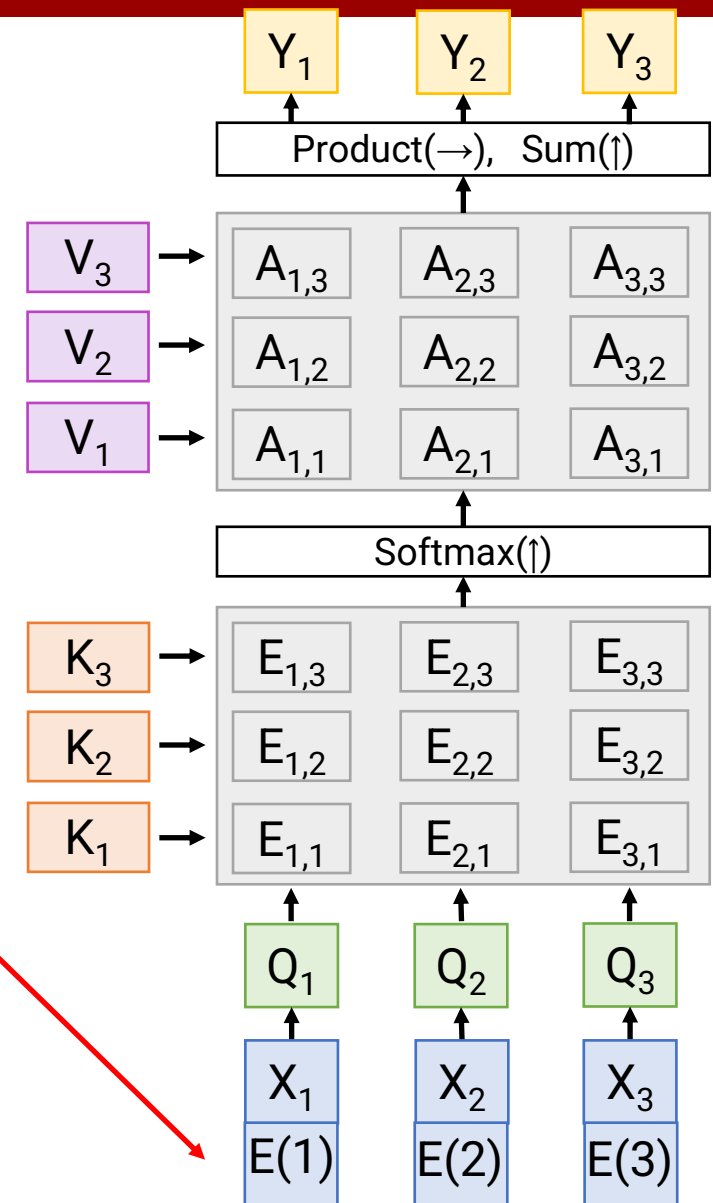 Y₁ Y₂ Y₃
Product(→), Sum(↑)
V₃ A₁,₃ A₂,₃ A₃,₃
V₂ A₁,₂ A₂,₂ A₃,₂
V₁ A₁,₁ A₂,₁ A₃,₁
Softmax(↑)
K₃ E₁,₃ E₂,₃ E₃,₃
K₂ E₁,₂ E₂,₂ E₃,₂
K₁ E₁,₁ E₂,₁ E₃,₁
Q₁ Q₂ Q₃
X₁ X₂ X₃
E(1) E(2) E(3)